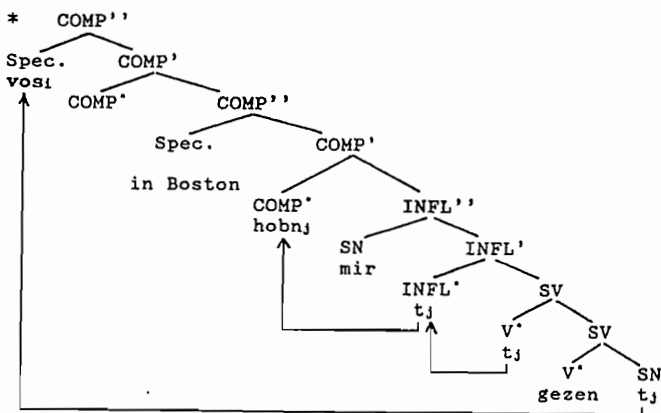 * COMP''
Spec. COMP'
vosi
COMP° COMP''
Spec. COMP'
in Boston
COMP° INFL''
hobnj
SN INFL'
mir
INFL° SV
tj
V° SV
tj
V° SN
gezen tj